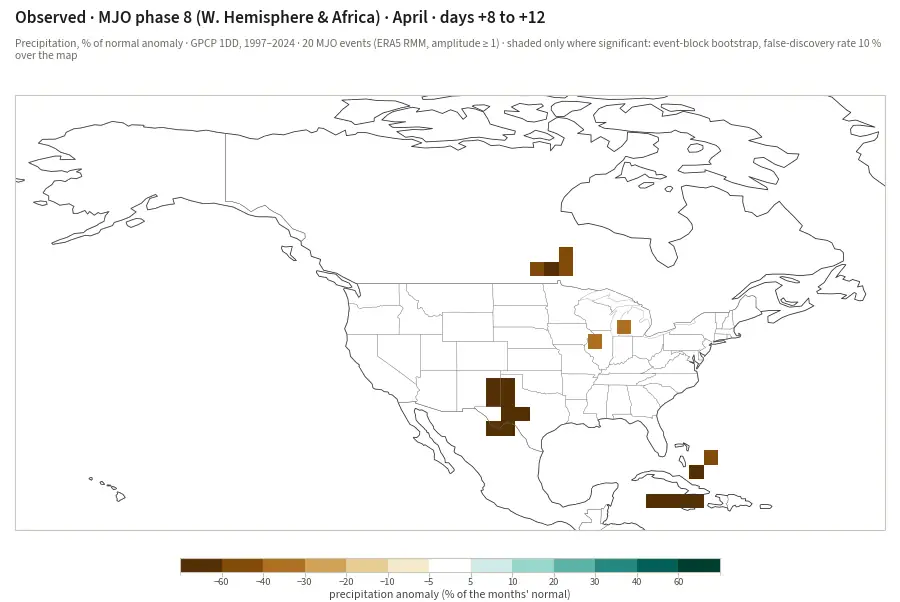 Observed · MJO phase 8 (W. Hemisphere & Africa) · April · days +8 to +12
Precipitation, % of normal anomaly · GPCP 1DD, 1997–2024 · 20 MJO events (ERA5 RMM, amplitude ≥ 1) · shaded only where significant: event-block bootstrap, false-discovery rate 10 %
over the map
−60 −40 −30 −20 −10 −5 5 10 20 30 40 60
precipitation anomaly (% of the months' normal)